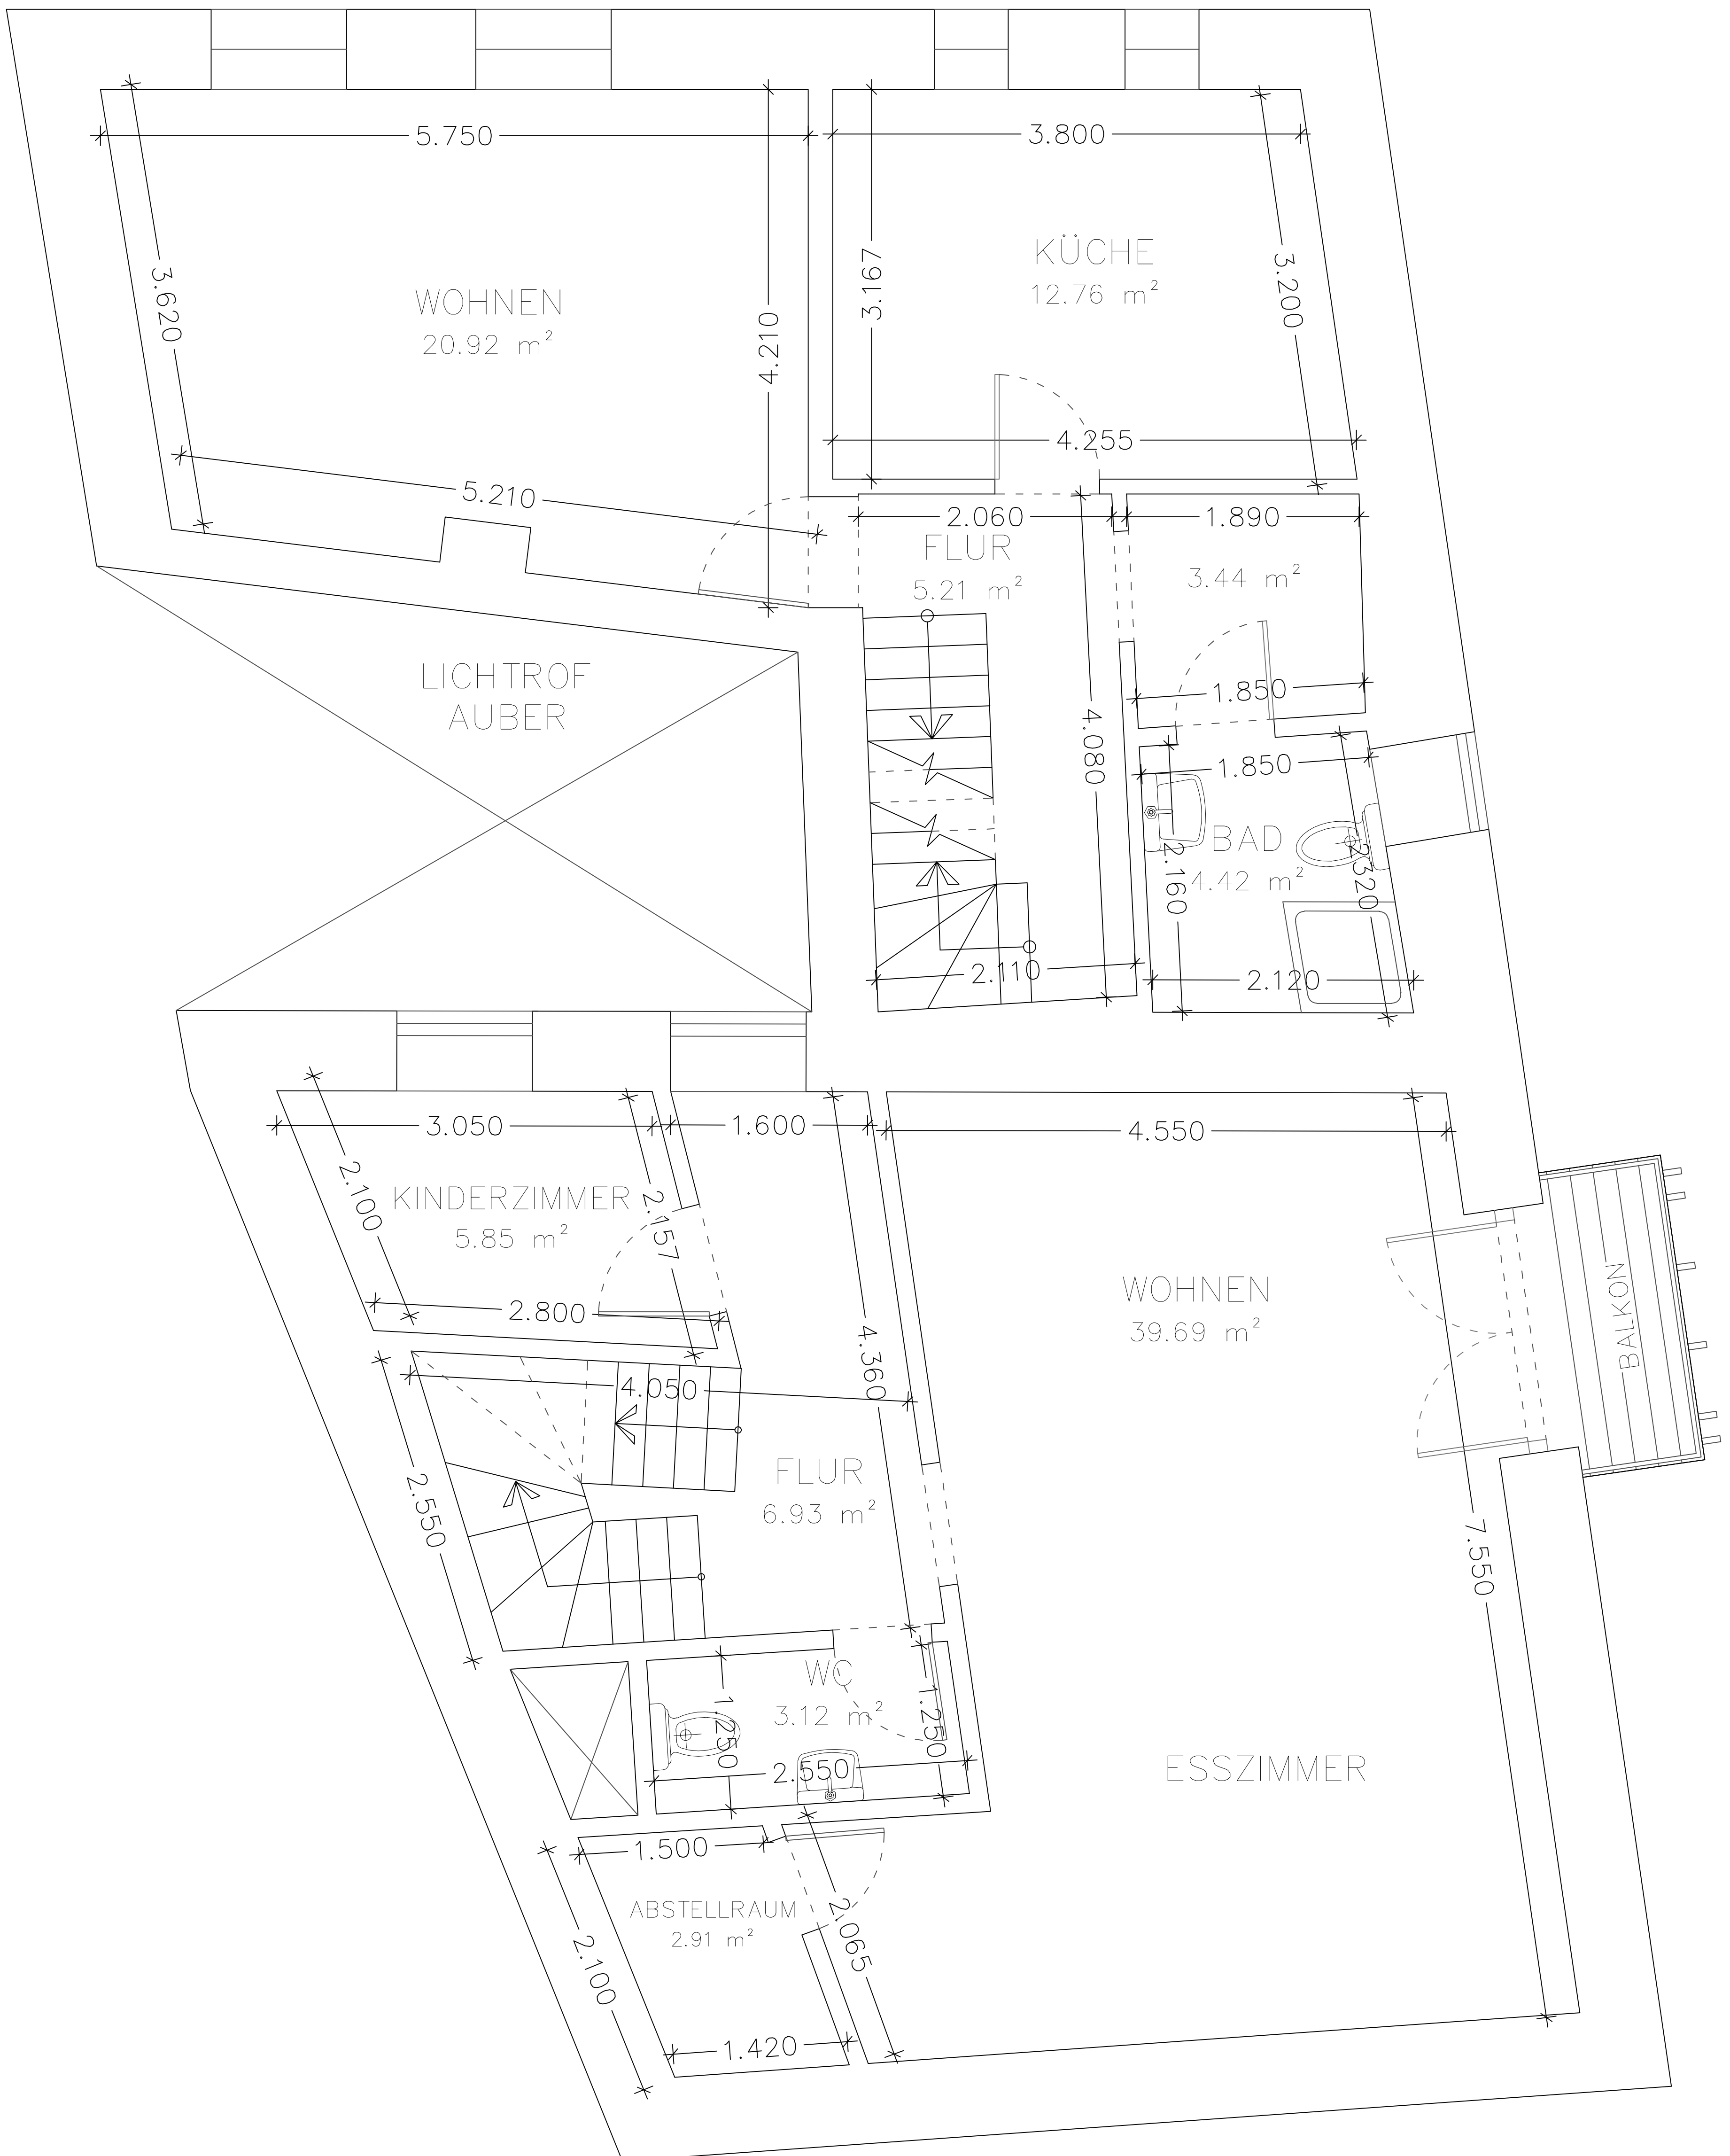 5.750
3.800
3.620
WOHNEN
20.92 m²
4.210
3.167
KÜCHE
12.76 m²
3.200
4.255
5.210
2.060
1.890
FLUR
5.21 m²
3.44 m²
LICHTROF
AUBER
1.850
4.080
1.850
BAD
4.42 m²
2.160
2.320
2.110
2.120
3.050
1.600
4.550
2.100
KINDERZIMMER
5.85 m²
2.157
2.800
4.360
WOHNEN
39.69 m²
BALKON
4.050
2.550
FLUR
6.93 m²
7.550
WC
3.12 m²
1.250
1.250
2.550
ESSZIMMER
1.500
ABSTELLRAUM
2.91 m²
2.100
2.065
1.420